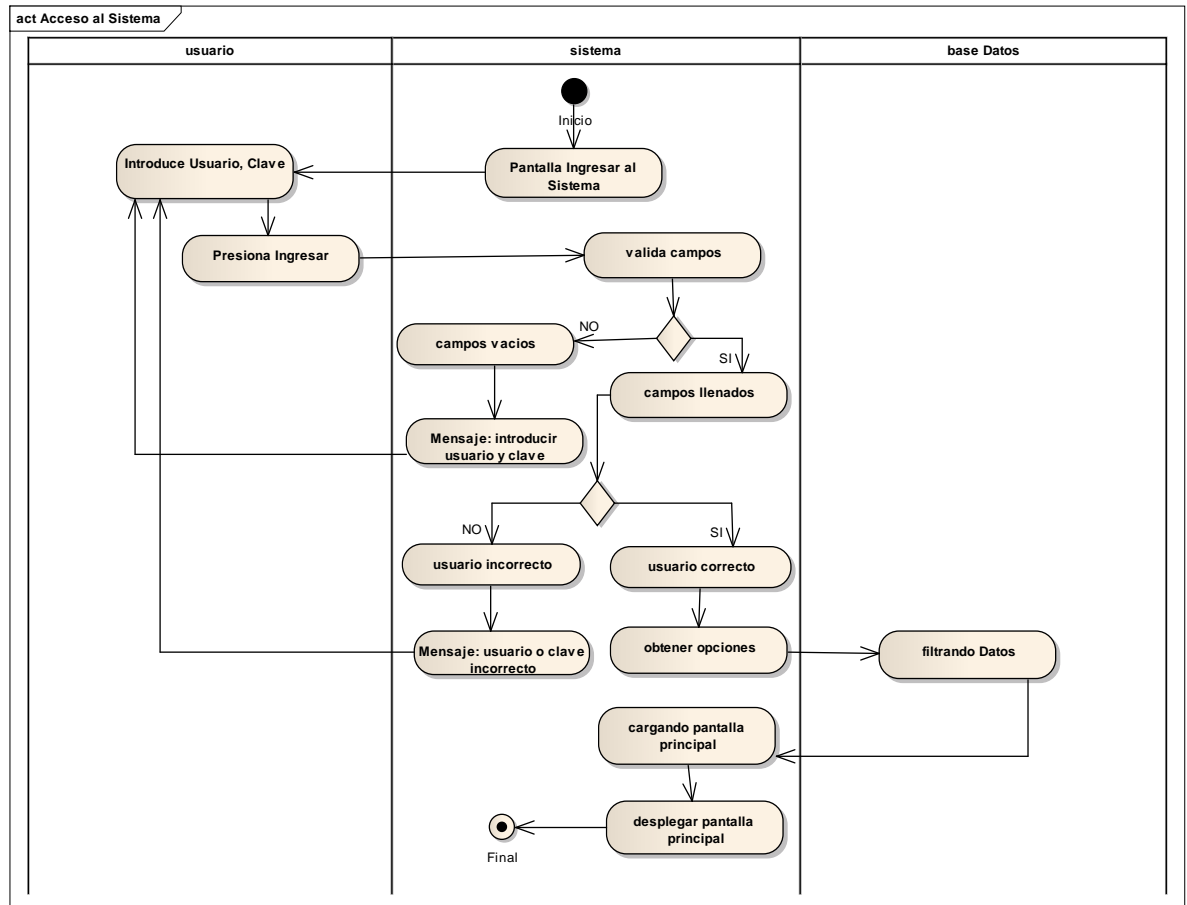 act Acceso al Sistema
usuario
sistema
base Datos
Inicio
Introduce Usuario, Clave
Pantalla Ingresar al
Sistema
Presiona Ingresar
valida campos
NO
campos vacios
SI
campos llenados
Mensaje: introducir
usuario y clave
NO
SI
usuario incorrecto
usuario correcto
Mensaje: usuario o clave
incorrecto
obtener opciones
filtrando Datos
cargando pantalla
principal
desplegar pantalla
principal
Final